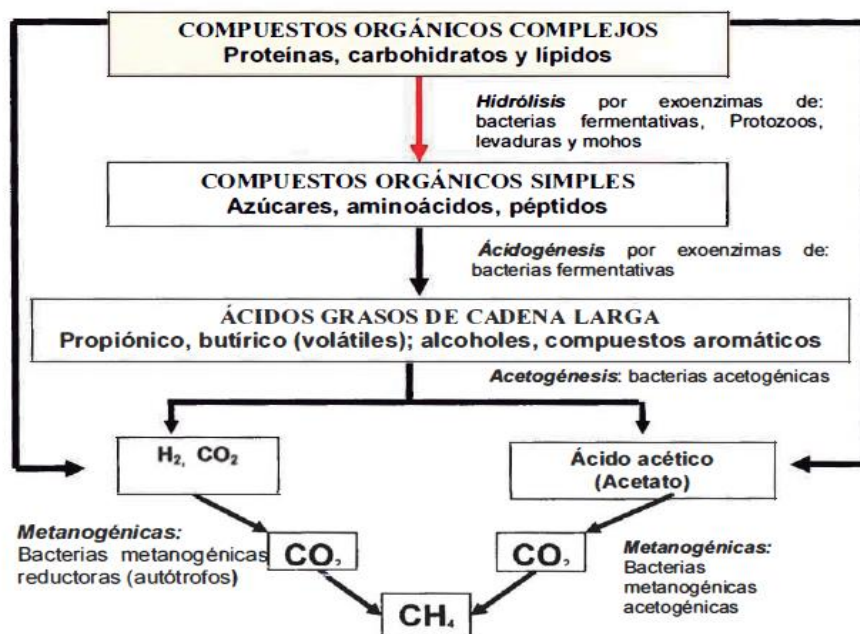 COMPUESTOS ORGÁNICOS COMPLEJOS
Proteínas, carbohidratos y lípidos
Hidrólisis por exoenzimas de:
bacterias fermentativas, Protozoos,
levaduras y mohos
COMPUESTOS ORGÁNICOS SIMPLES
Azúcares, aminoácidos, péptidos
Ácidogénesis por exoenzimas de:
bacterias fermentativas
ÁCIDOS GRASOS DE CADENA LARGA
Propiónico, butírico (volátiles); alcoholes, compuestos aromáticos
Acetogénesis: bacterias acetogénicas
H₂, CO₂
Ácido acético
(Acetato)
Metanogénicas:
Bacterias metanogénicas
reductoras (autótrofos)
CO₂
CO₂
Metanogénicas:
Bacterias
metanogénicas
acetogénicas
CH₄